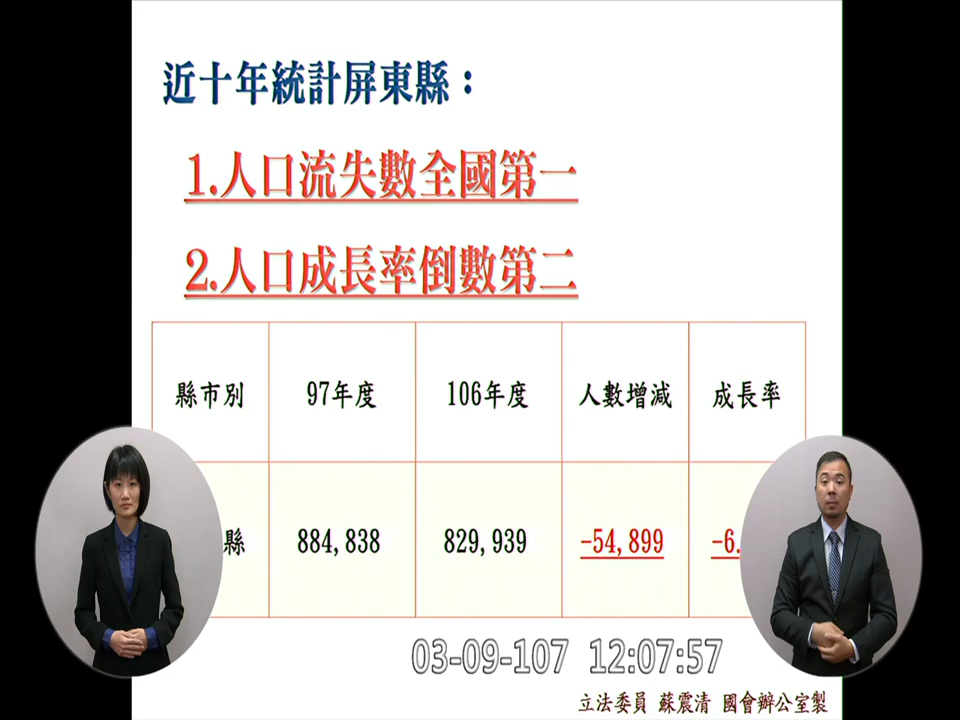 近十年統計屏東縣：
1.人口流失數全國第一
2.人口成長率倒數第二
縣市別 97年度 106年度 人數增減 成長率
縣 884,838 829,939 -54,899 -6.
03-09-107 12:07:57
立法委員 蘇震清 國會辦公室製